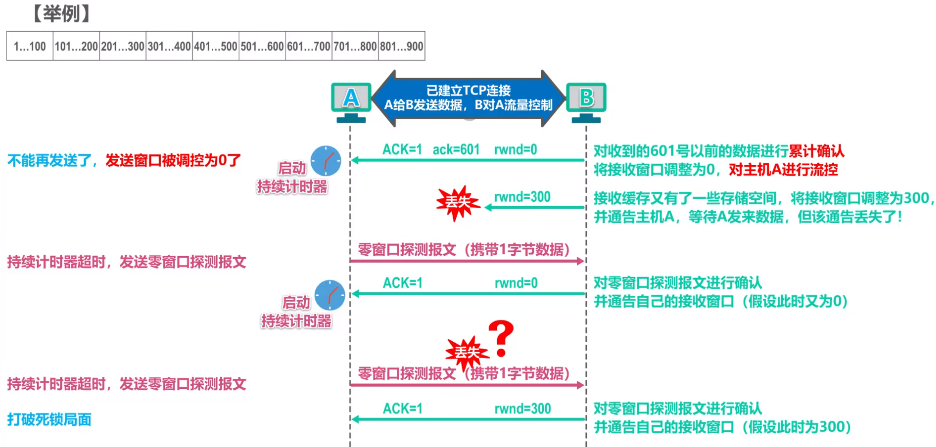 【举例】
1…100 101…200 201…300 301…400 401…500 501…600 601…700 701…800 801…900
已建立TCP连接
A给B发送数据，B对A流量控制
A
B
不能再发送了，发送窗口被调控为0了
启动
持续计时器
ACK=1 ack=601 rwnd=0
对收到的601号以前的数据进行累计确认
将接收窗口调整为0，对主机A进行流控
丢失
rwnd=300
接收缓存又有了一些存储空间，将接收窗口调整为300，
并通告主机A，等待A发来数据，但该通告丢失了！
持续计时器超时，发送零窗口探测报文
零窗口探测报文（携带1字节数据）
启动
持续计时器
ACK=1 rwnd=0
对零窗口探测报文进行确认
并通告自己的接收窗口（假设此时又为0）
丢失
?
持续计时器超时，发送零窗口探测报文
零窗口探测报文（携带1字节数据）
打破死锁局面
ACK=1 rwnd=300
对零窗口探测报文进行确认
并通告自己的接收窗口（假设此时为300）